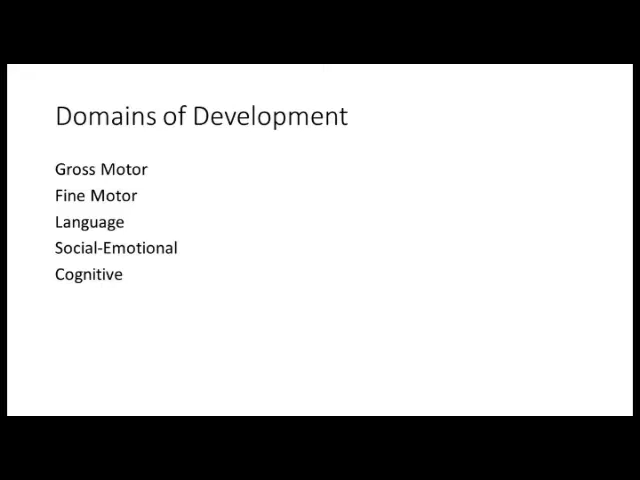 Domains of Development
Gross Motor
Fine Motor
Language
Social-Emotional
Cognitive